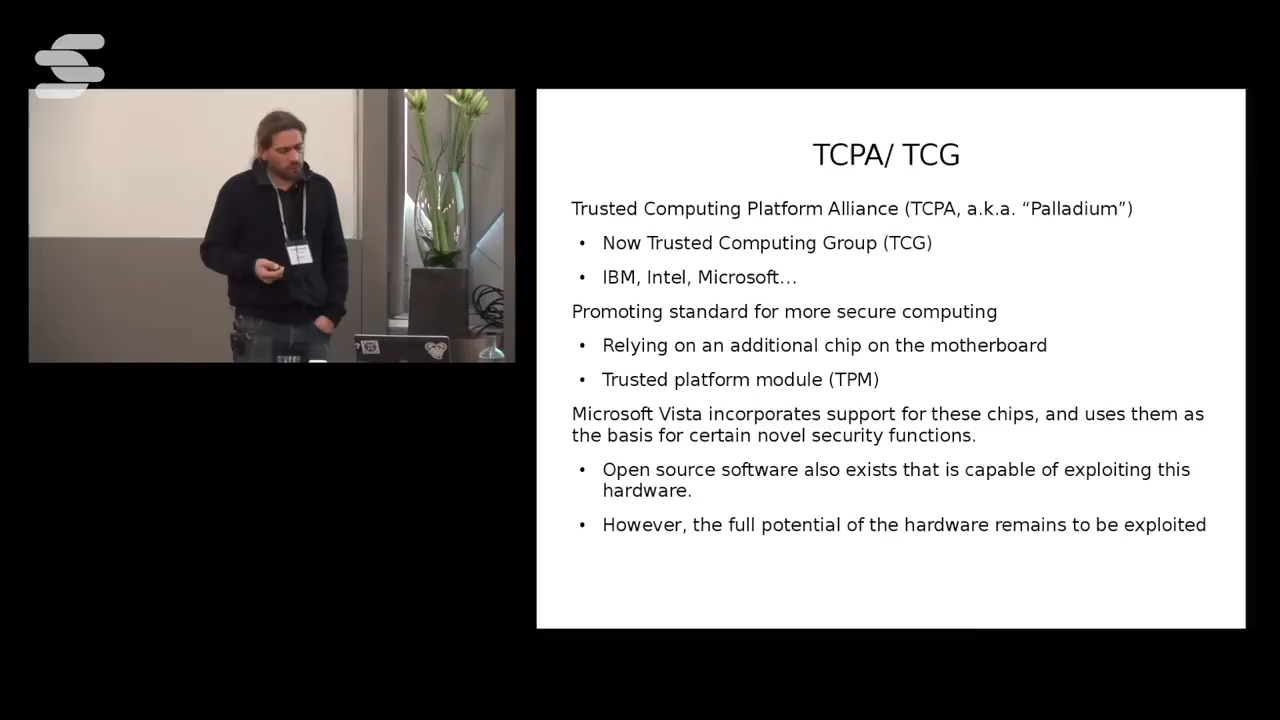 TCPA/ TCG
Trusted Computing Platform Alliance (TCPA, a.k.a. “Palladium”)
• Now Trusted Computing Group (TCG)
• IBM, Intel, Microsoft…
Promoting standard for more secure computing
• Relying on an additional chip on the motherboard
• Trusted platform module (TPM)
Microsoft Vista incorporates support for these chips, and uses them as
the basis for certain novel security functions.
• Open source software also exists that is capable of exploiting this
hardware.
• However, the full potential of the hardware remains to be exploited